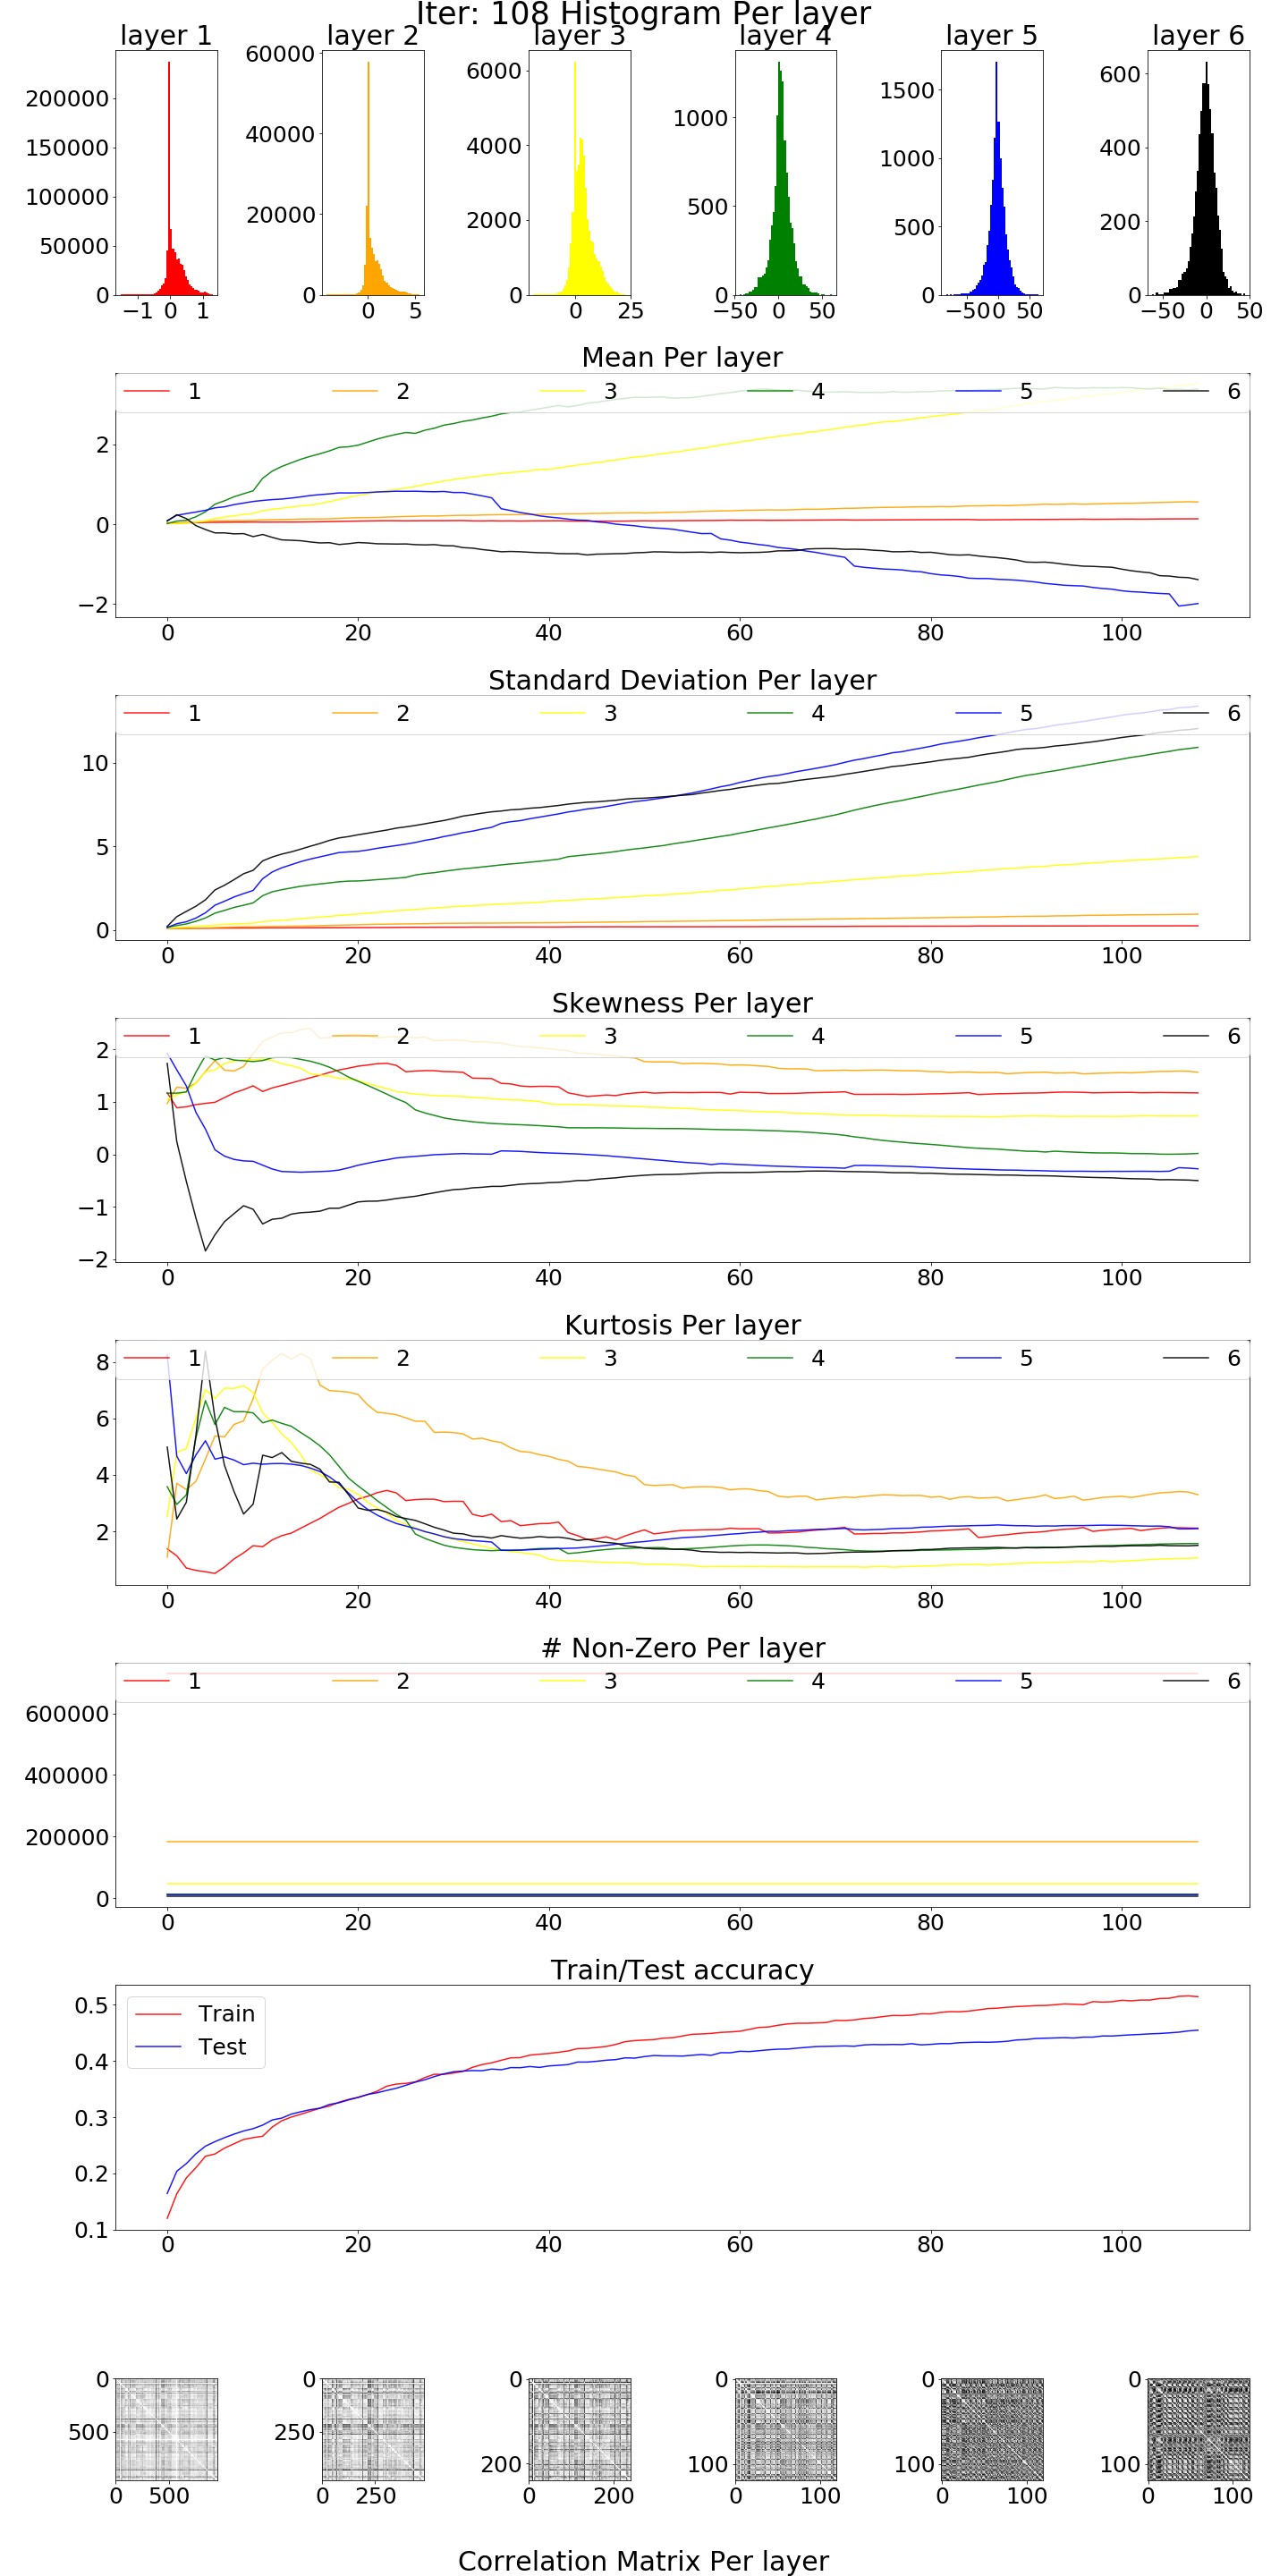 Iter: 108 Histogram Per layer
layer 1 layer 2 layer 3 layer 4 layer 5 layer 6
200000 150000 100000 50000 0
−1 0 1
60000 40000 20000 0
0 5
6000 4000 2000 0
0 25
1000 500 0
−50 0 50
1500 1000 500 0
−50 0 50
600 400 200 0
−50 0 50
Mean Per layer
1 2 3 4 5 6
2
0
−2
0 20 40 60 80 100
Standard Deviation Per layer
1 2 3 4 5 6
10
5
0
0 20 40 60 80 100
Skewness Per layer
1 2 3 4 5 6
2
1
0
−1
−2
0 20 40 60 80 100
Kurtosis Per layer
1 2 3 4 5 6
8
6
4
2
0 20 40 60 80 100
# Non-Zero Per layer
1 2 3 4 5 6
600000
400000
200000
0
0 20 40 60 80 100
Train/Test accuracy
Train
Test
0.5
0.4
0.3
0.2
0.1
0 20 40 60 80 100
0 0 0 0 0 0
500 250 200 100 100 100
0 500 0 250 0 200 0 100 0 100 0 100
Correlation Matrix Per layer